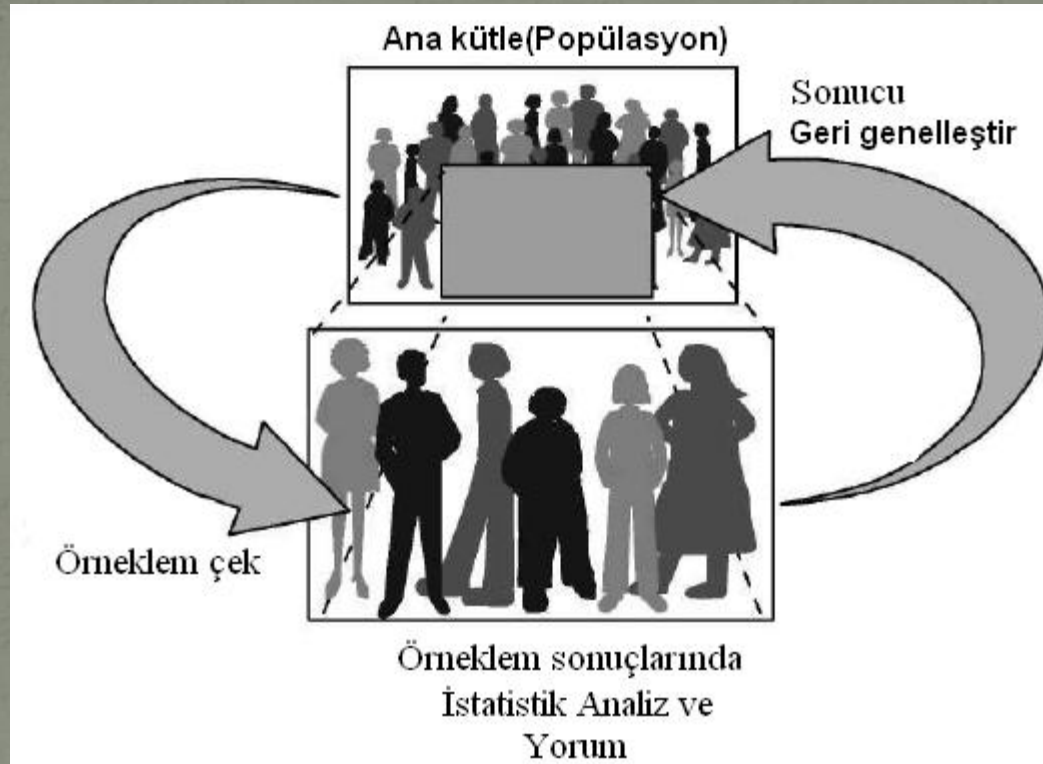 Ana kütle(Popülasyon)
Sonucu
Geri genelleştir
Örneklem çek
Örneklem sonuçlarında
İstatistik Analiz ve
Yorum